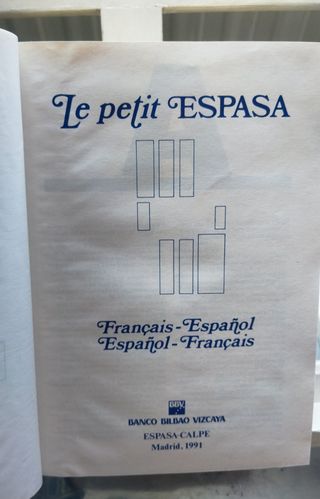 Le petit ESPASA
Français-Español
Español-Français
BBV
BANCO BILBAO VIZCAYA
ESPASA-CALPE
Madrid, 1991